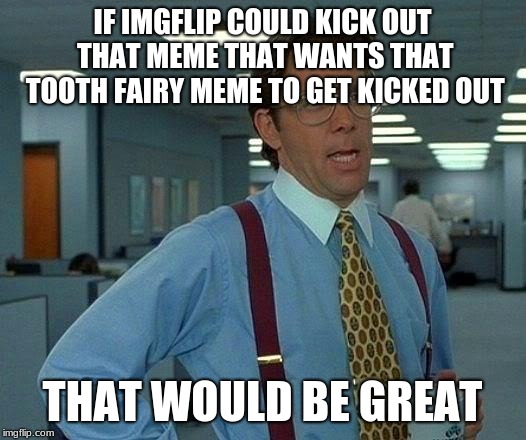 IF IMGFLIP COULD KICK OUT
THAT MEME THAT WANTS THAT
TOOTH FAIRY MEME TO GET KICKED OUT
THAT WOULD BE GREAT
imgflip.com